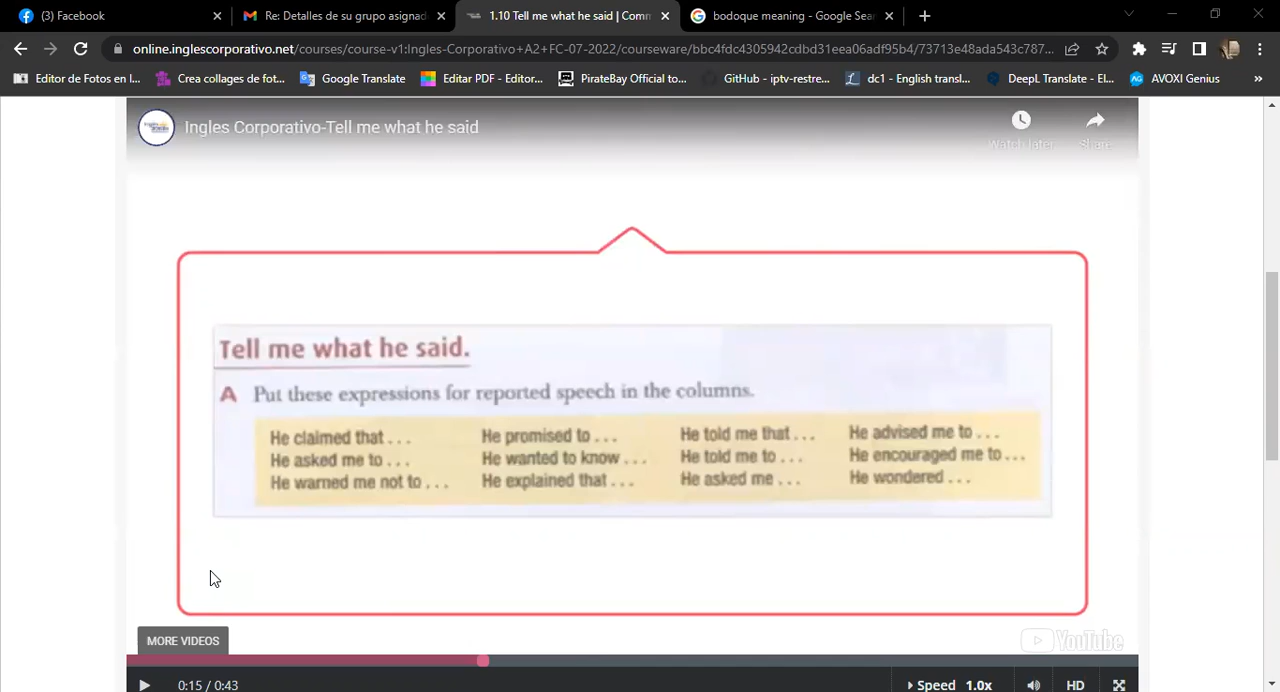 (3) Facebook
Re: Detalles de su grupo asignad
1.10 Tell me what he said | Comm
bodoque meaning - Google Sea
online.inglescorporativo.net/courses/course-v1:Ingles-Corporativo+A2+FC-07-2022/courseware/bbc4fdc4305942cdbd31eea06adf95b4/73713e48ada543c787...
Editor de Fotos en l...
Crea collages de fot...
Google Translate
Editar PDF - Editor...
PirateBay Official to...
GitHub - iptv-restre...
dc1 - English transl...
DeepL Translate - El...
AVOXI Genius
»
Ingles Corporativo-Tell me what he said
Watch later
Share
Tell me what he said.
A Put these expressions for reported speech in the columns.
He claimed that . . . He promised to . . . He told me that . . . He advised me to . . .
He asked me to . . . He wanted to know . . . He told me to . . . He encouraged me to . . .
He warned me not to . . . He explained that . . . He asked me . . . He wondered . . .
MORE VIDEOS
YouTube
0:15 / 0:43
Speed 1.0x
HD